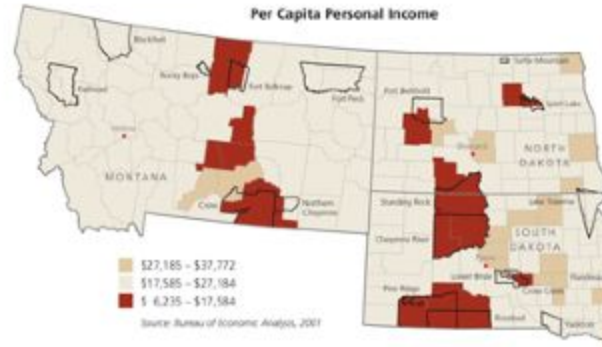 Per Capita Personal Income
Blackfeet
Turtle Mountain
Rocky Boys
Fort Belknap
Flathead
Fort Peck
Fort Berthold
Spirit Lake
Helena
NORTH
DAKOTA
MONTANA
Standing Rock
Lake Traverse
Crow
Northern
Cheyenne
SOUTH
DAKOTA
Cheyenne River
Pierre
$27,185 – $37,772
Lower Brule
Flandreau
$17,585 – $27,184
Pine Ridge
Crow Creek
$ 6,235 – $17,584
Rosebud
Yankton
Source: Bureau of Economic Analysis, 2001